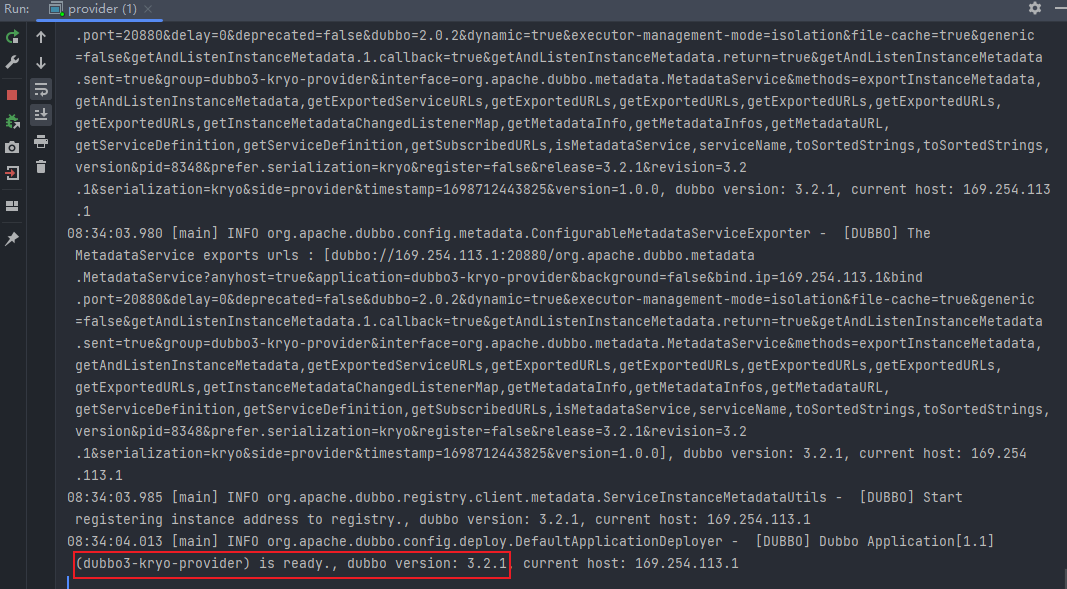 Run: provider (1)
.port=20880&delay=0&deprecated=false&dubbo=2.0.2&dynamic=true&executor-management-mode=isolation&file-cache=true&generic
=false&getAndListenInstanceMetadata.1.callback=true&getAndListenInstanceMetadata.return=true&getAndListenInstanceMetadata
.sent=true&group=dubbo3-kryo-provider&interface=org.apache.dubbo.metadata.MetadataService&methods=exportInstanceMetadata,
getAndListenInstanceMetadata,getExportedServiceURLs,getExportedURLs,getExportedURLs,getExportedURLs,getExportedURLs,
getExportedURLs,getInstanceMetadataChangedListenerMap,getMetadataInfo,getMetadataInfos,getMetadataURL,
getServiceDefinition,getServiceDefinition,getSubscribedURLs,isMetadataService,serviceName,toSortedStrings,toSortedStrings,
version&pid=8348&prefer.serialization=kryo&register=false&release=3.2.1&revision=3.2
.1&serialization=kryo&side=provider&timestamp=1698712443825&version=1.0.0, dubbo version: 3.2.1, current host: 169.254.113
.1
08:34:03.980 [main] INFO org.apache.dubbo.config.metadata.ConfigurableMetadataServiceExporter -  [DUBBO] The
MetadataService exports urls : [dubbo://169.254.113.1:20880/org.apache.dubbo.metadata
.MetadataService?anyhost=true&application=dubbo3-kryo-provider&background=false&bind.ip=169.254.113.1&bind
.port=20880&delay=0&deprecated=false&dubbo=2.0.2&dynamic=true&executor-management-mode=isolation&file-cache=true&generic
=false&getAndListenInstanceMetadata.1.callback=true&getAndListenInstanceMetadata.return=true&getAndListenInstanceMetadata
.sent=true&group=dubbo3-kryo-provider&interface=org.apache.dubbo.metadata.MetadataService&methods=exportInstanceMetadata,
getAndListenInstanceMetadata,getExportedServiceURLs,getExportedURLs,getExportedURLs,getExportedURLs,getExportedURLs,
getExportedURLs,getInstanceMetadataChangedListenerMap,getMetadataInfo,getMetadataInfos,getMetadataURL,
getServiceDefinition,getServiceDefinition,getSubscribedURLs,isMetadataService,serviceName,toSortedStrings,toSortedStrings,
version&pid=8348&prefer.serialization=kryo&register=false&release=3.2.1&revision=3.2
.1&serialization=kryo&side=provider&timestamp=1698712443825&version=1.0.0], dubbo version: 3.2.1, current host: 169.254
.113.1
08:34:03.985 [main] INFO org.apache.dubbo.registry.client.metadata.ServiceInstanceMetadataUtils -  [DUBBO] Start
registering instance address to registry., dubbo version: 3.2.1, current host: 169.254.113.1
08:34:04.013 [main] INFO org.apache.dubbo.config.deploy.DefaultApplicationDeployer -  [DUBBO] Dubbo Application[1.1]
(dubbo3-kryo-provider) is ready., dubbo version: 3.2.1, current host: 169.254.113.1